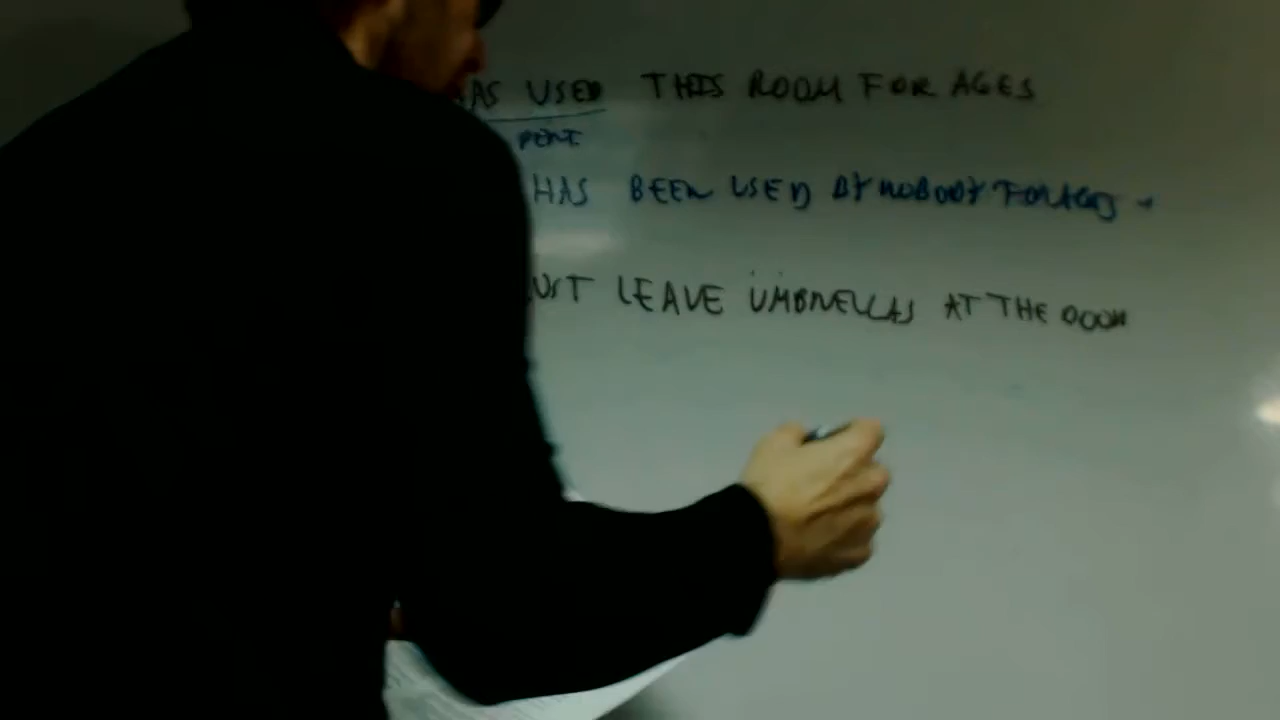 AS USED THIS ROOM FOR AGES
HAS BEEN USED BY NOBODY FOR AGES
UST LEAVE UMBRELLAS AT THE DOOR